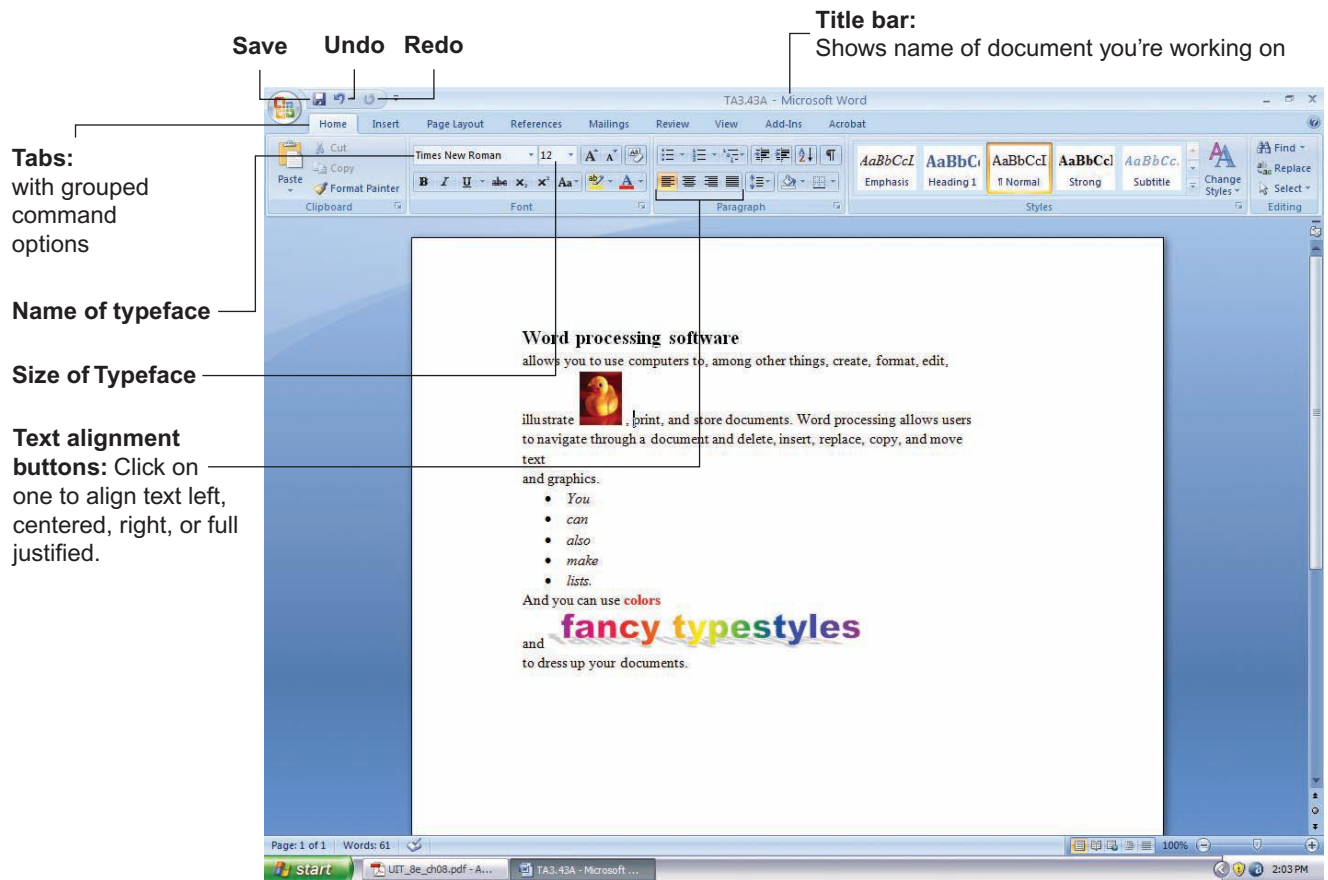 Title bar:
Shows name of document you're working on
Save Undo Redo
TA3.43A - Microsoft Word
Home Insert Page Layout References Mailings Review View Add-Ins Acrobat
Tabs:
with grouped
command
options
Paste
Cut
Copy
Format Painter
Clipboard
Times New Roman 12
B I U abc x₂ x² Aa
Font
Paragraph
AaBbCcI AaBbC AaBbCcI AaBbCcl AaBbCc.
Emphasis Heading 1 ¶ Normal Strong Subtitle
Change
Styles
Styles
Find
Replace
Select
Editing
Name of typeface
Size of Typeface
Text alignment
buttons: Click on
one to align text left,
centered, right, or full
justified.
Word processing software
allows you to use computers to, among other things, create, format, edit,
illustrate , print, and store documents. Word processing allows users
to navigate through a document and delete, insert, replace, copy, and move
text
and graphics.
• You
• can
• also
• make
• lists.
And you can use colors
and fancy typestyles
to dress up your documents.
Page: 1 of 1 Words: 61 100%
start UIT_8e_ch08.pdf - A... TA3.43A - Microsoft ... 2:03 PM